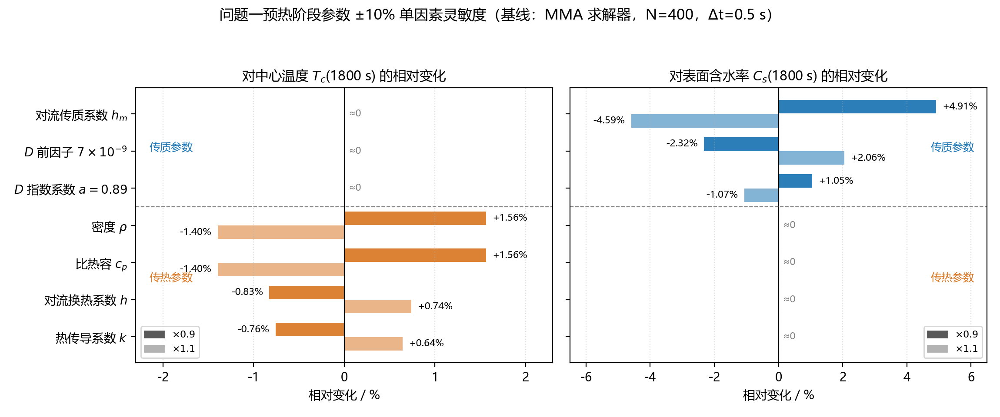 问题一预热阶段参数 ±10% 单因素灵敏度（基线：MMA 求解器，N=400，Δt=0.5 s）
对中心温度 T_c(1800 s) 的相对变化
对流传质系数 h_m
D 前因子 7 × 10^{-9}
D 指数系数 a = 0.89
密度 ρ
比热容 c_p
对流换热系数 h
热传导系数 k
≈0
传质参数
≈0
≈0
+1.56%
-1.40%
+1.56%
-1.40%
传热参数
-0.83%
+0.74%
-0.76%
+0.64%
×0.9
×1.1
-2 -1 0 1 2
相对变化 / %
对表面含水率 C_s(1800 s) 的相对变化
+4.91%
-4.59%
-2.32%
传质参数
+2.06%
+1.05%
-1.07%
≈0
≈0
传热参数
≈0
≈0
×0.9
×1.1
-6 -4 -2 0 2 4 6
相对变化 / %